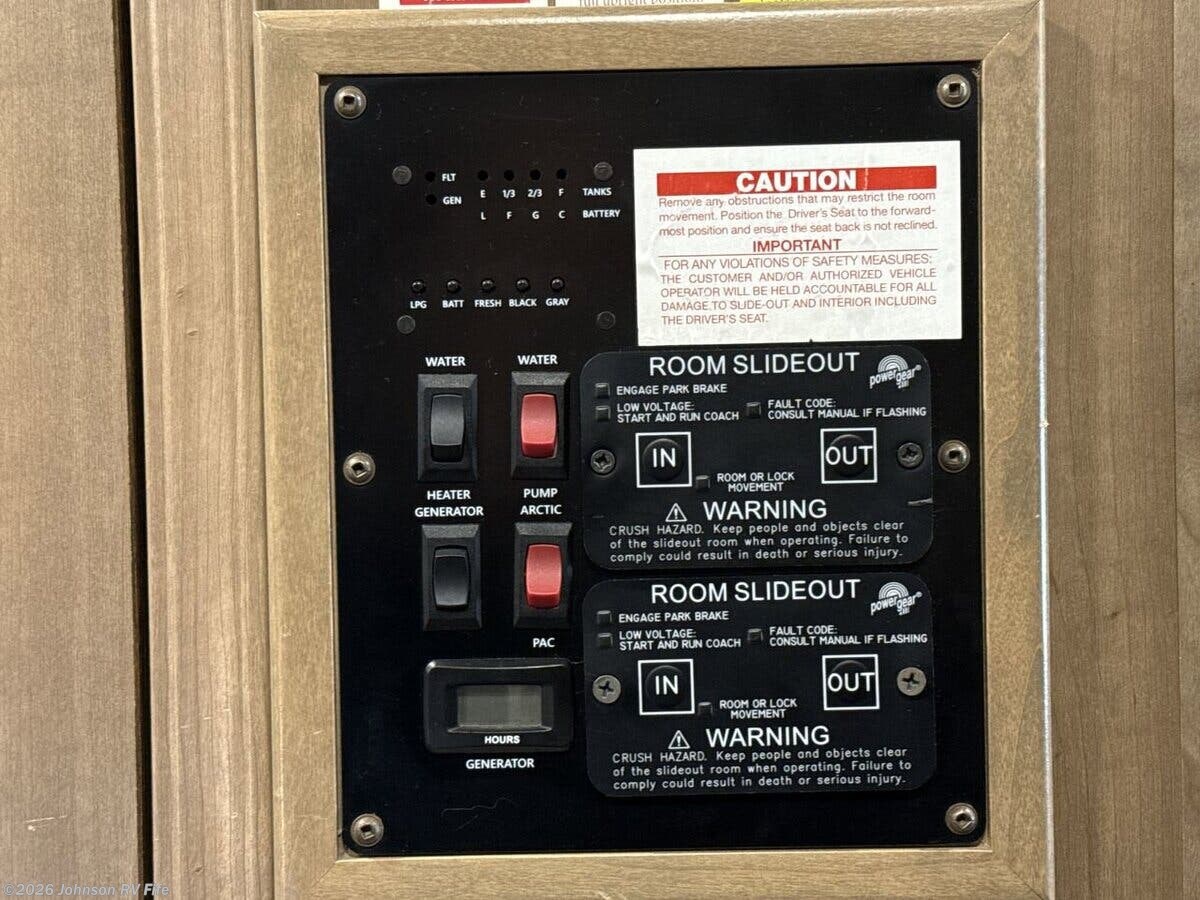 full upright position.
FLT
GEN
E 1/3 2/3 F TANKS
L F G C BATTERY
LPG BATT FRESH BLACK GRAY
CAUTION
Remove any obstructions that may restrict the room
movement. Position the Driver's Seat to the forward-
most position and ensure the seat back is not reclined.
IMPORTANT
FOR ANY VIOLATIONS OF SAFETY MEASURES:
THE CUSTOMER AND/OR AUTHORIZED VEHICLE
OPERATOR WILL BE HELD ACCOUNTABLE FOR ALL
DAMAGE TO SLIDE-OUT AND INTERIOR INCLUDING
THE DRIVER'S SEAT.
WATER
HEATER
WATER
PUMP
GENERATOR
ARCTIC
PAC
HOURS
GENERATOR
ROOM SLIDEOUT
powergear®
ENGAGE PARK BRAKE
LOW VOLTAGE:
START AND RUN COACH
FAULT CODE:
CONSULT MANUAL IF FLASHING
IN
OUT
ROOM OR LOCK
MOVEMENT
⚠ WARNING
CRUSH HAZARD. Keep people and objects clear
of the slideout room when operating. Failure to
comply could result in death or serious injury.
ROOM SLIDEOUT
powergear®
ENGAGE PARK BRAKE
LOW VOLTAGE:
START AND RUN COACH
FAULT CODE:
CONSULT MANUAL IF FLASHING
IN
OUT
ROOM OR LOCK
MOVEMENT
⚠ WARNING
CRUSH HAZARD. Keep people and objects clear
of the slideout room when operating. Failure to
comply could result in death or serious injury.
©2026 Johnson RV Fife